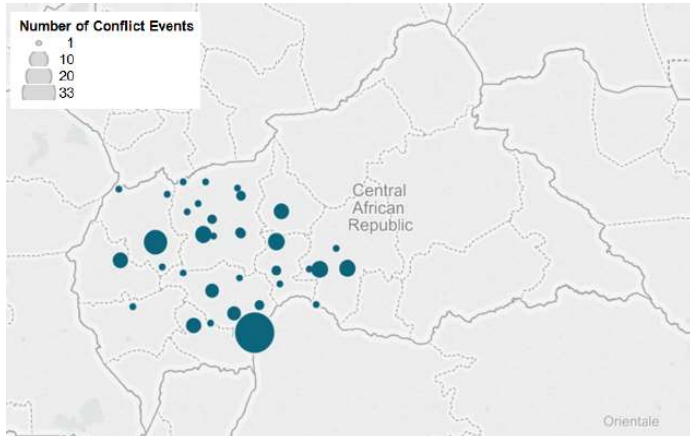 Number of Conflict Events
1
10
20
33
Central
African
Republic
Orientale